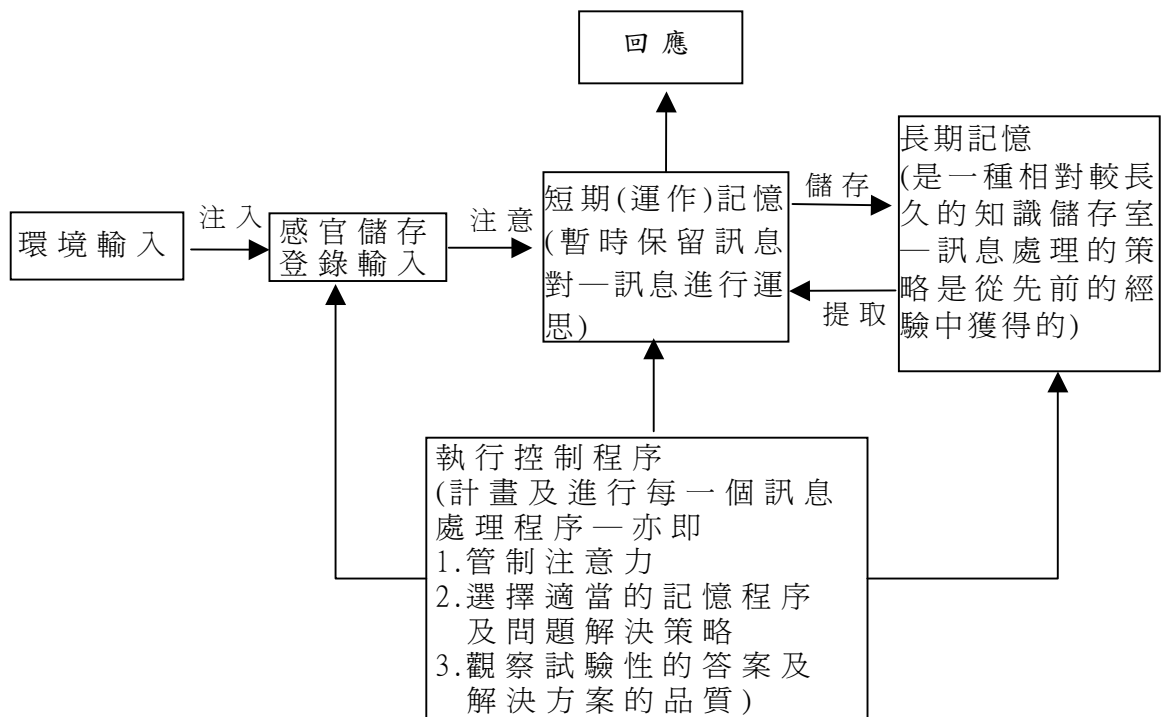 回應
環境輸入
注入
感官儲存
登錄輸入
注意
短期(運作)記憶
(暫時保留訊息
對—訊息進行運
思)
儲存
提取
長期記憶
(是一種相對較長
久的知識儲存室
—訊息處理的策
略是從先前的經
驗中獲得的)
執行控制程序
(計畫及進行每一個訊息
處理程序—亦即
1.管制注意力
2.選擇適當的記憶程序
及問題解決策略
3.觀察試驗性的答案及
解決方案的品質)